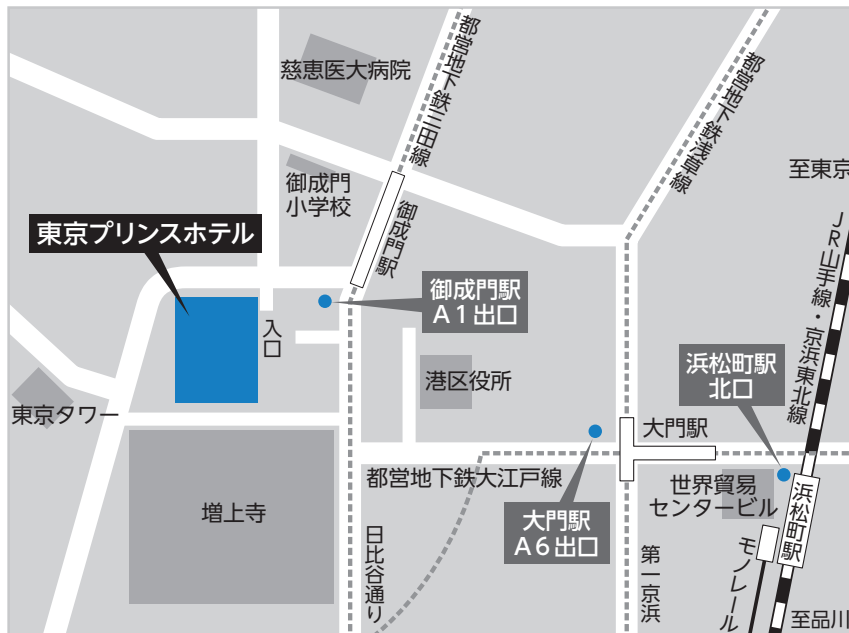 慈恵医大病院
都営地下鉄三田線
都営地下鉄浅草線
至東京
御成門
小学校
御成門駅
東京プリンスホテル
JR山手線・京浜東北線
御成門駅
A1出口
入口
港区役所
浜松町駅
北口
東京タワー
大門駅
都営地下鉄大江戸線
世界貿易
センタービル
浜松町駅
増上寺
大門駅
A6出口
日比谷通り
第一京浜
モノレール
至品川